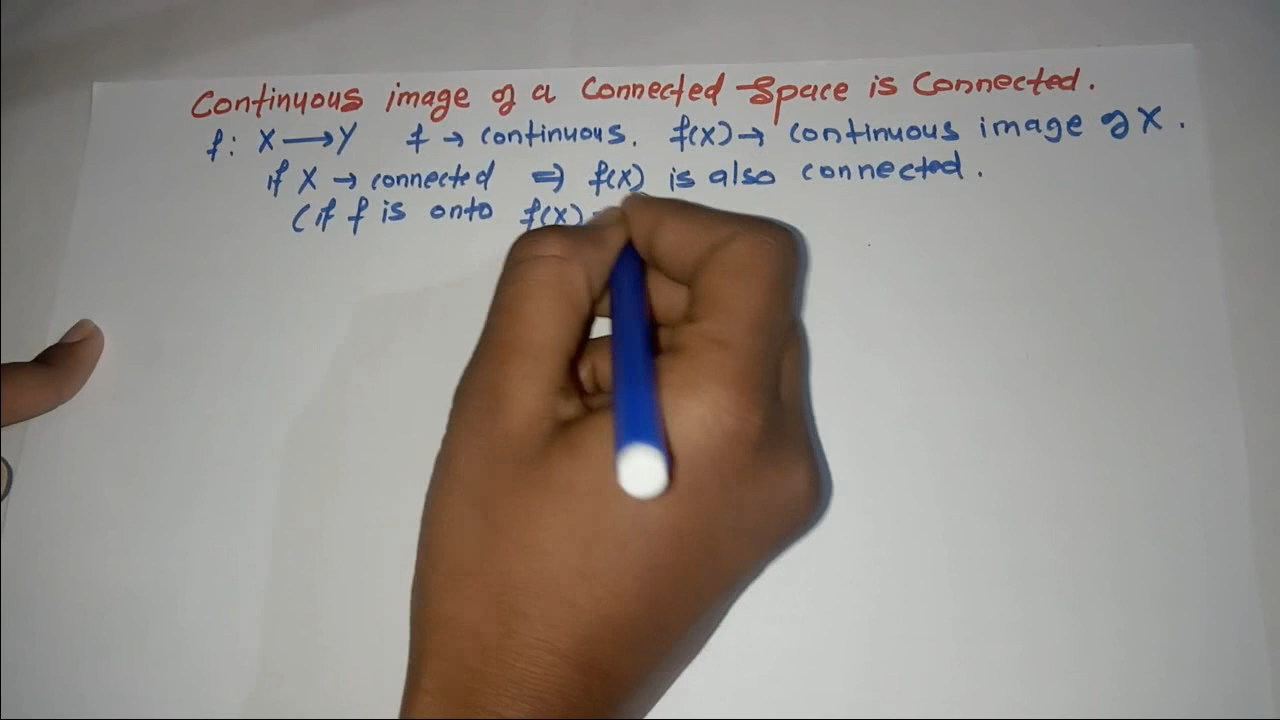 Continuous image of a Connected Space is Connected.
f: X → Y f → continuous. f(X) → continuous image of X.
if X → connected ⇒ f(X) is also connected.
(if f is onto f(X)